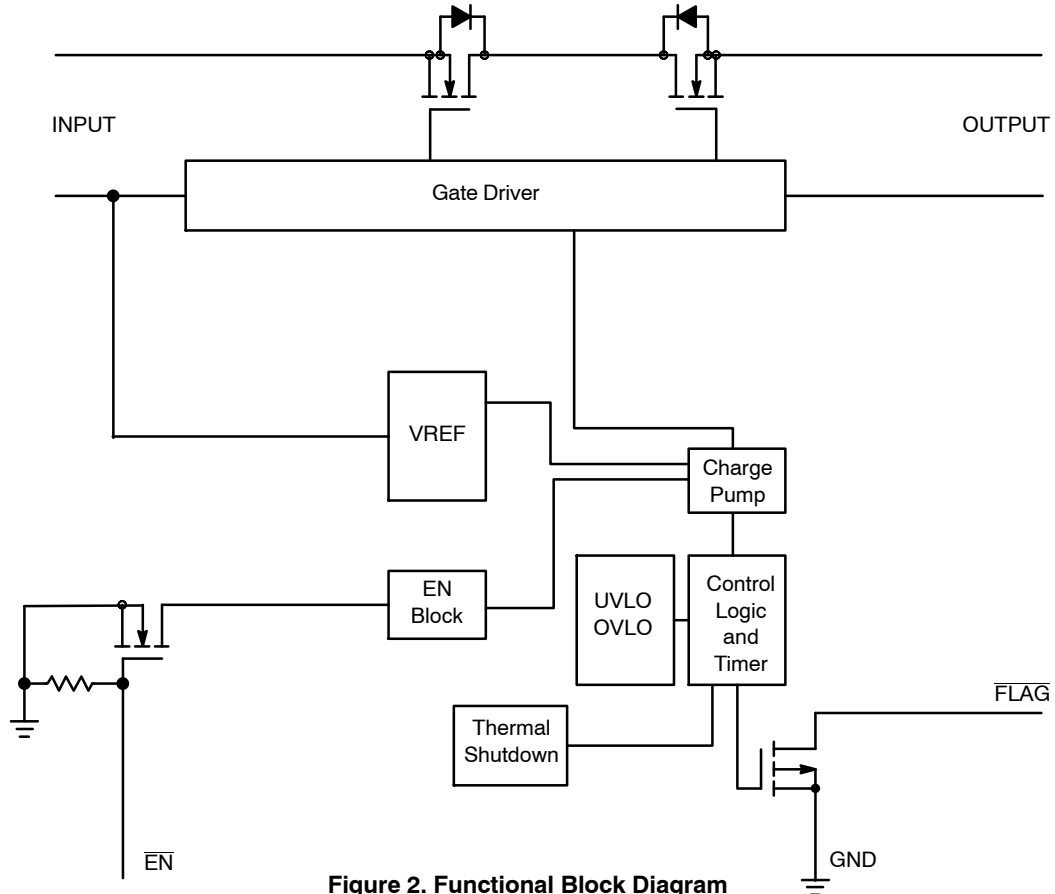 INPUT
OUTPUT
Gate Driver
VREF
Charge
Pump
EN
Block
UVLO
OVLO
Control
Logic
and
Timer
FLAG
Thermal
Shutdown
EN
GND
Figure 2. Functional Block Diagram